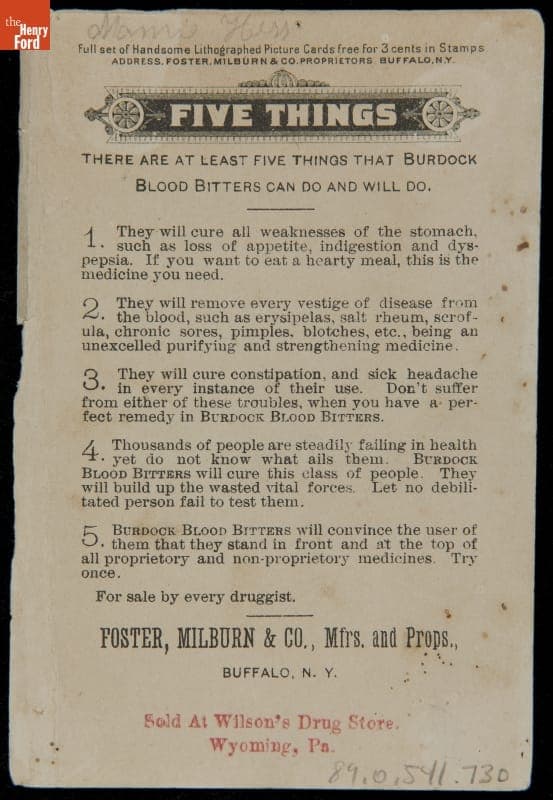 the
Henry
Ford
Full set of Handsome Lithographed Picture Cards free for 3 cents in Stamps
ADDRESS, FOSTER, MILBURN & CO. PROPRIETORS BUFFALO, N.Y.
FIVE THINGS
THERE ARE AT LEAST FIVE THINGS THAT BURDOCK
BLOOD BITTERS CAN DO AND WILL DO.
1. They will cure all weaknesses of the stomach,
such as loss of appetite, indigestion and dys-
pepsia. If you want to eat a hearty meal, this is the
medicine you need.
2. They will remove every vestige of disease from
the blood, such as erysipelas, salt rheum, scrof-
ula, chronic sores, pimples, blotches, etc., being an
unexcelled purifying and strengthening medicine.
3. They will cure constipation, and sick headache
in every instance of their use. Don't suffer
from either of these troubles, when you have a per-
fect remedy in BURDOCK BLOOD BITTERS.
4. Thousands of people are steadily failing in health
yet do not know what ails them. BURDOCK
BLOOD BITTERS will cure this class of people. They
will build up the wasted vital forces. Let no debili-
tated person fail to test them.
5. BURDOCK BLOOD BITTERS will convince the user of
them that they stand in front and at the top of
all proprietory and non-proprietory medicines. Try
once.
For sale by every druggist.
FOSTER, MILBURN & CO., Mfrs. and Props.,
BUFFALO, N. Y.
Sold At Wilson's Drug Store.
Wyoming, Pa.
89.0.541.730